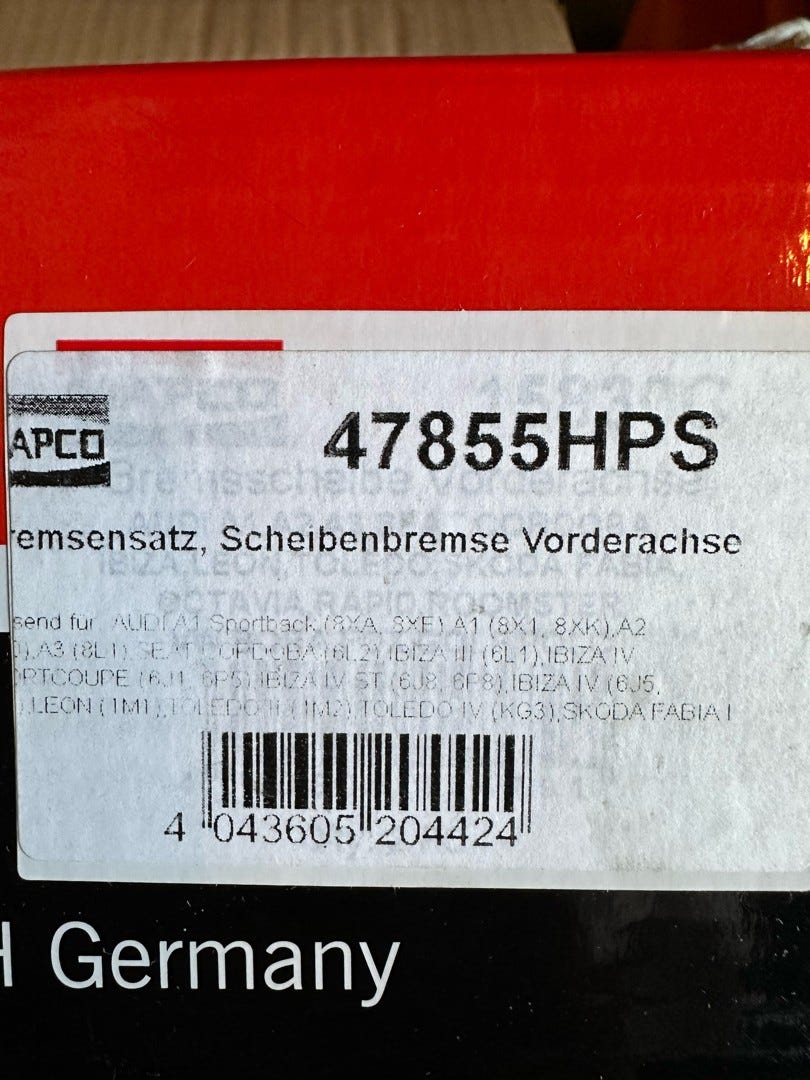 APCO
47855HPS
emsensatz, Scheibenbremse Vorderachse
send für: AUDI A1 Sportback (8XA, 8XF),A1 (8X1, 8XK),A2
),A3 (8L1),SEAT CORDOBA (6L2),IBIZA III (6L1),IBIZA IV
RTCOUPE (6J1, 6P5),IBIZA IV ST (6J8, 6P8),IBIZA IV (6J5,
),LEON (1M1),TOLEDO II (1M2),TOLEDO IV (KG3),SKODA FABIA I
4 043605 204424
H Germany